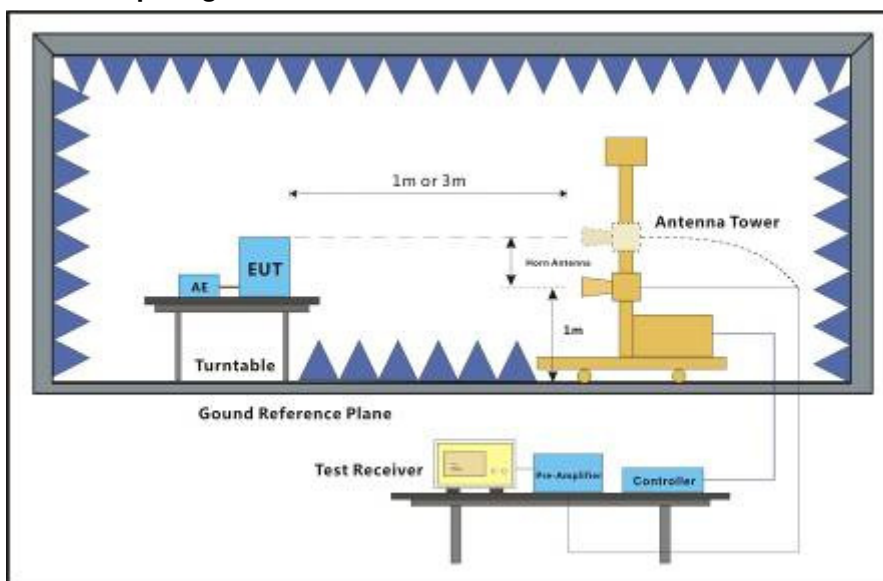 1m or 3m
Antenna Tower
Horn Antenna
EUT
AE
1m
Turntable
Gound Reference Plane
Test Receiver
Pre-Amplifier
Controller